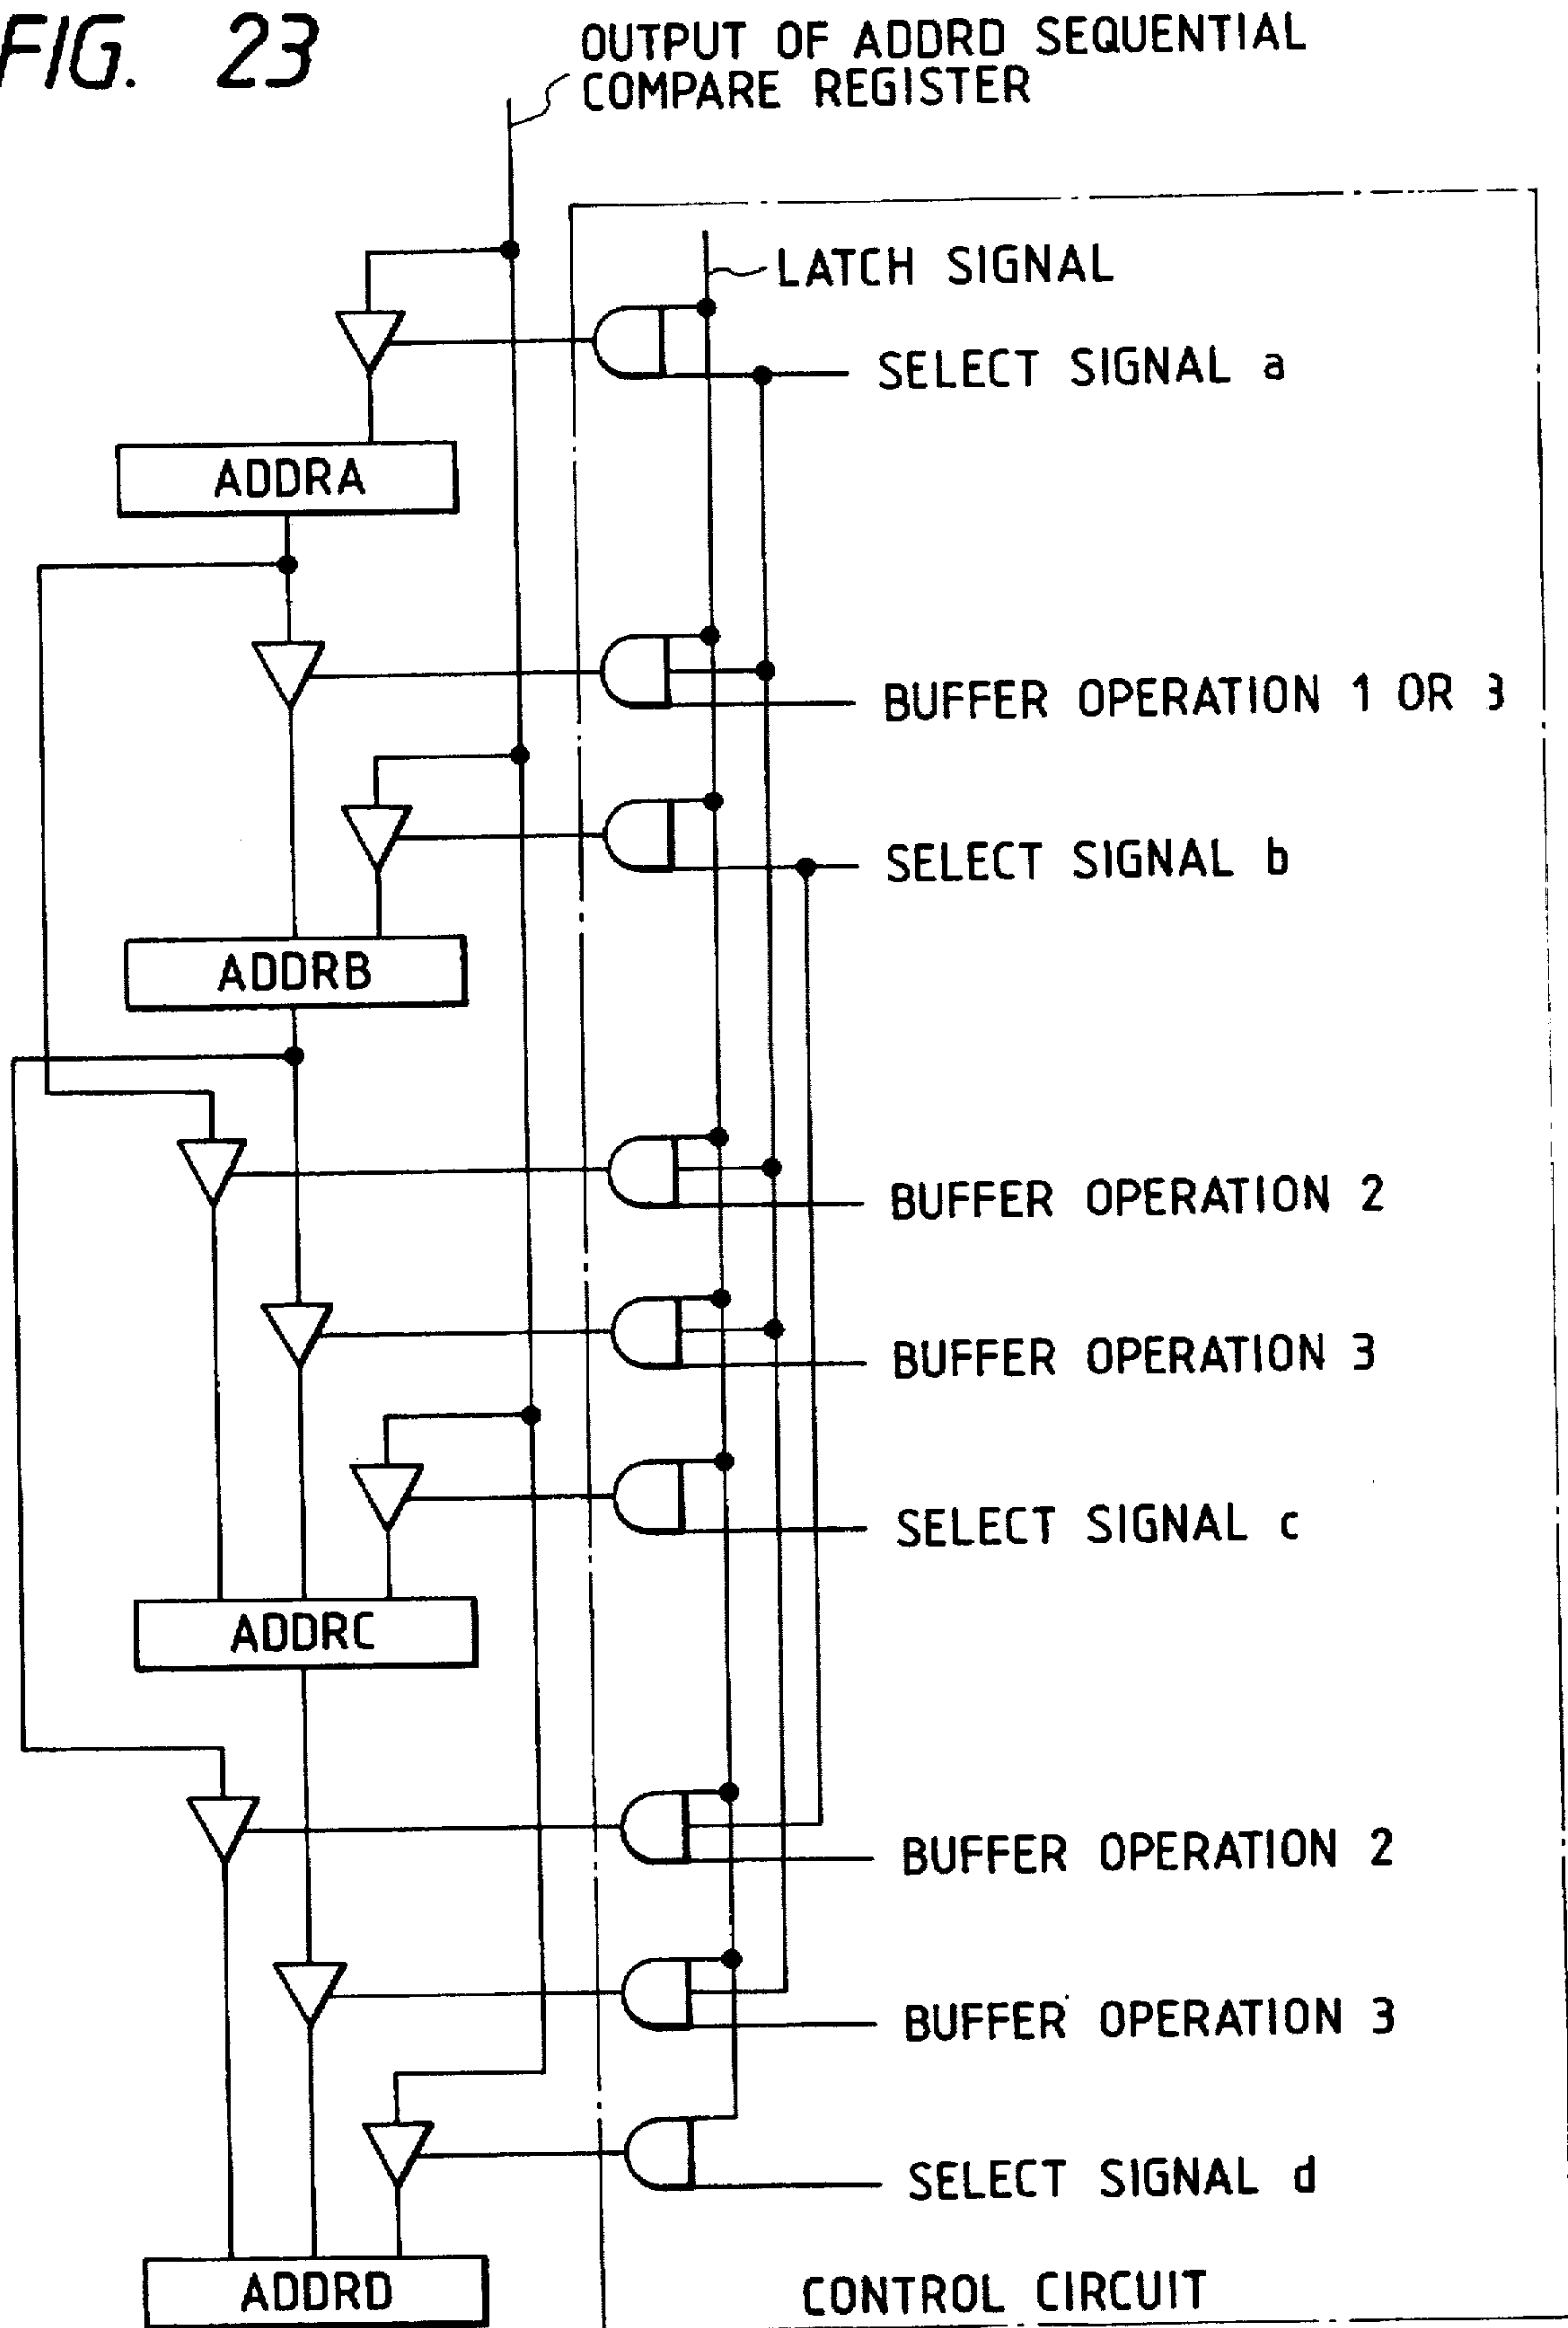 FIG. 23
OUTPUT OF ADDRD SEQUENTIAL
COMPARE REGISTER
LATCH SIGNAL
SELECT SIGNAL a
ADDRA
BUFFER OPERATION 1 OR 3
SELECT SIGNAL b
ADDRB
BUFFER OPERATION 2
BUFFER OPERATION 3
SELECT SIGNAL c
ADDRC
BUFFER OPERATION 2
BUFFER OPERATION 3
SELECT SIGNAL d
ADDRD
CONTROL CIRCUIT